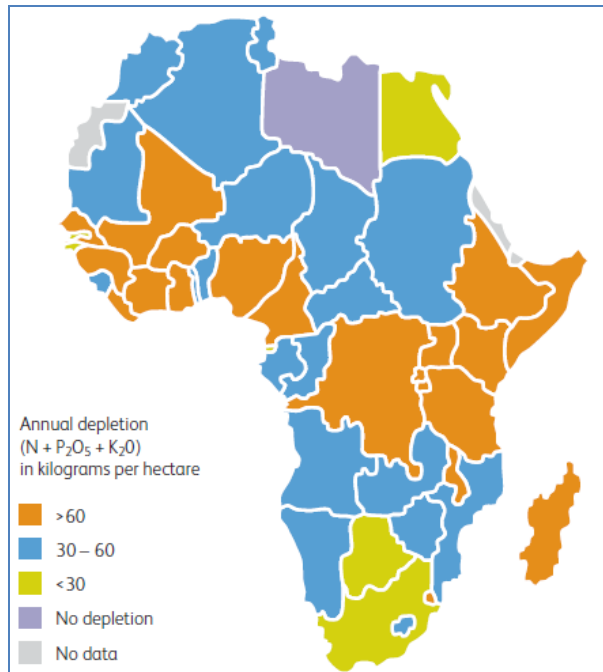 Annual depletion
(N + P₂O₅ + K₂0)
in kilograms per hectare
>60
30 – 60
<30
No depletion
No data